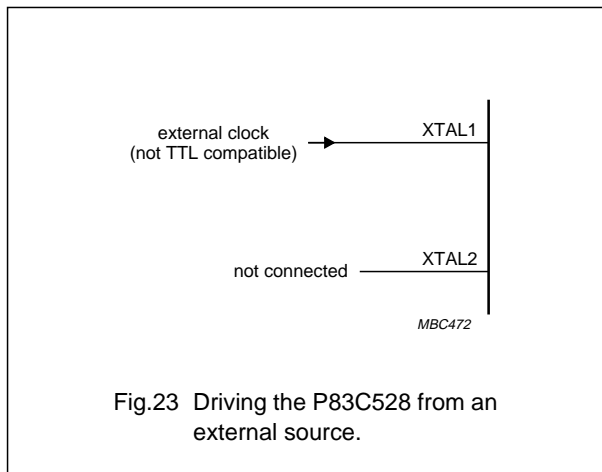 external clock
(not TTL compatible)
XTAL1
not connected
XTAL2
MBC472
Fig.23 Driving the P83C528 from an
external source.